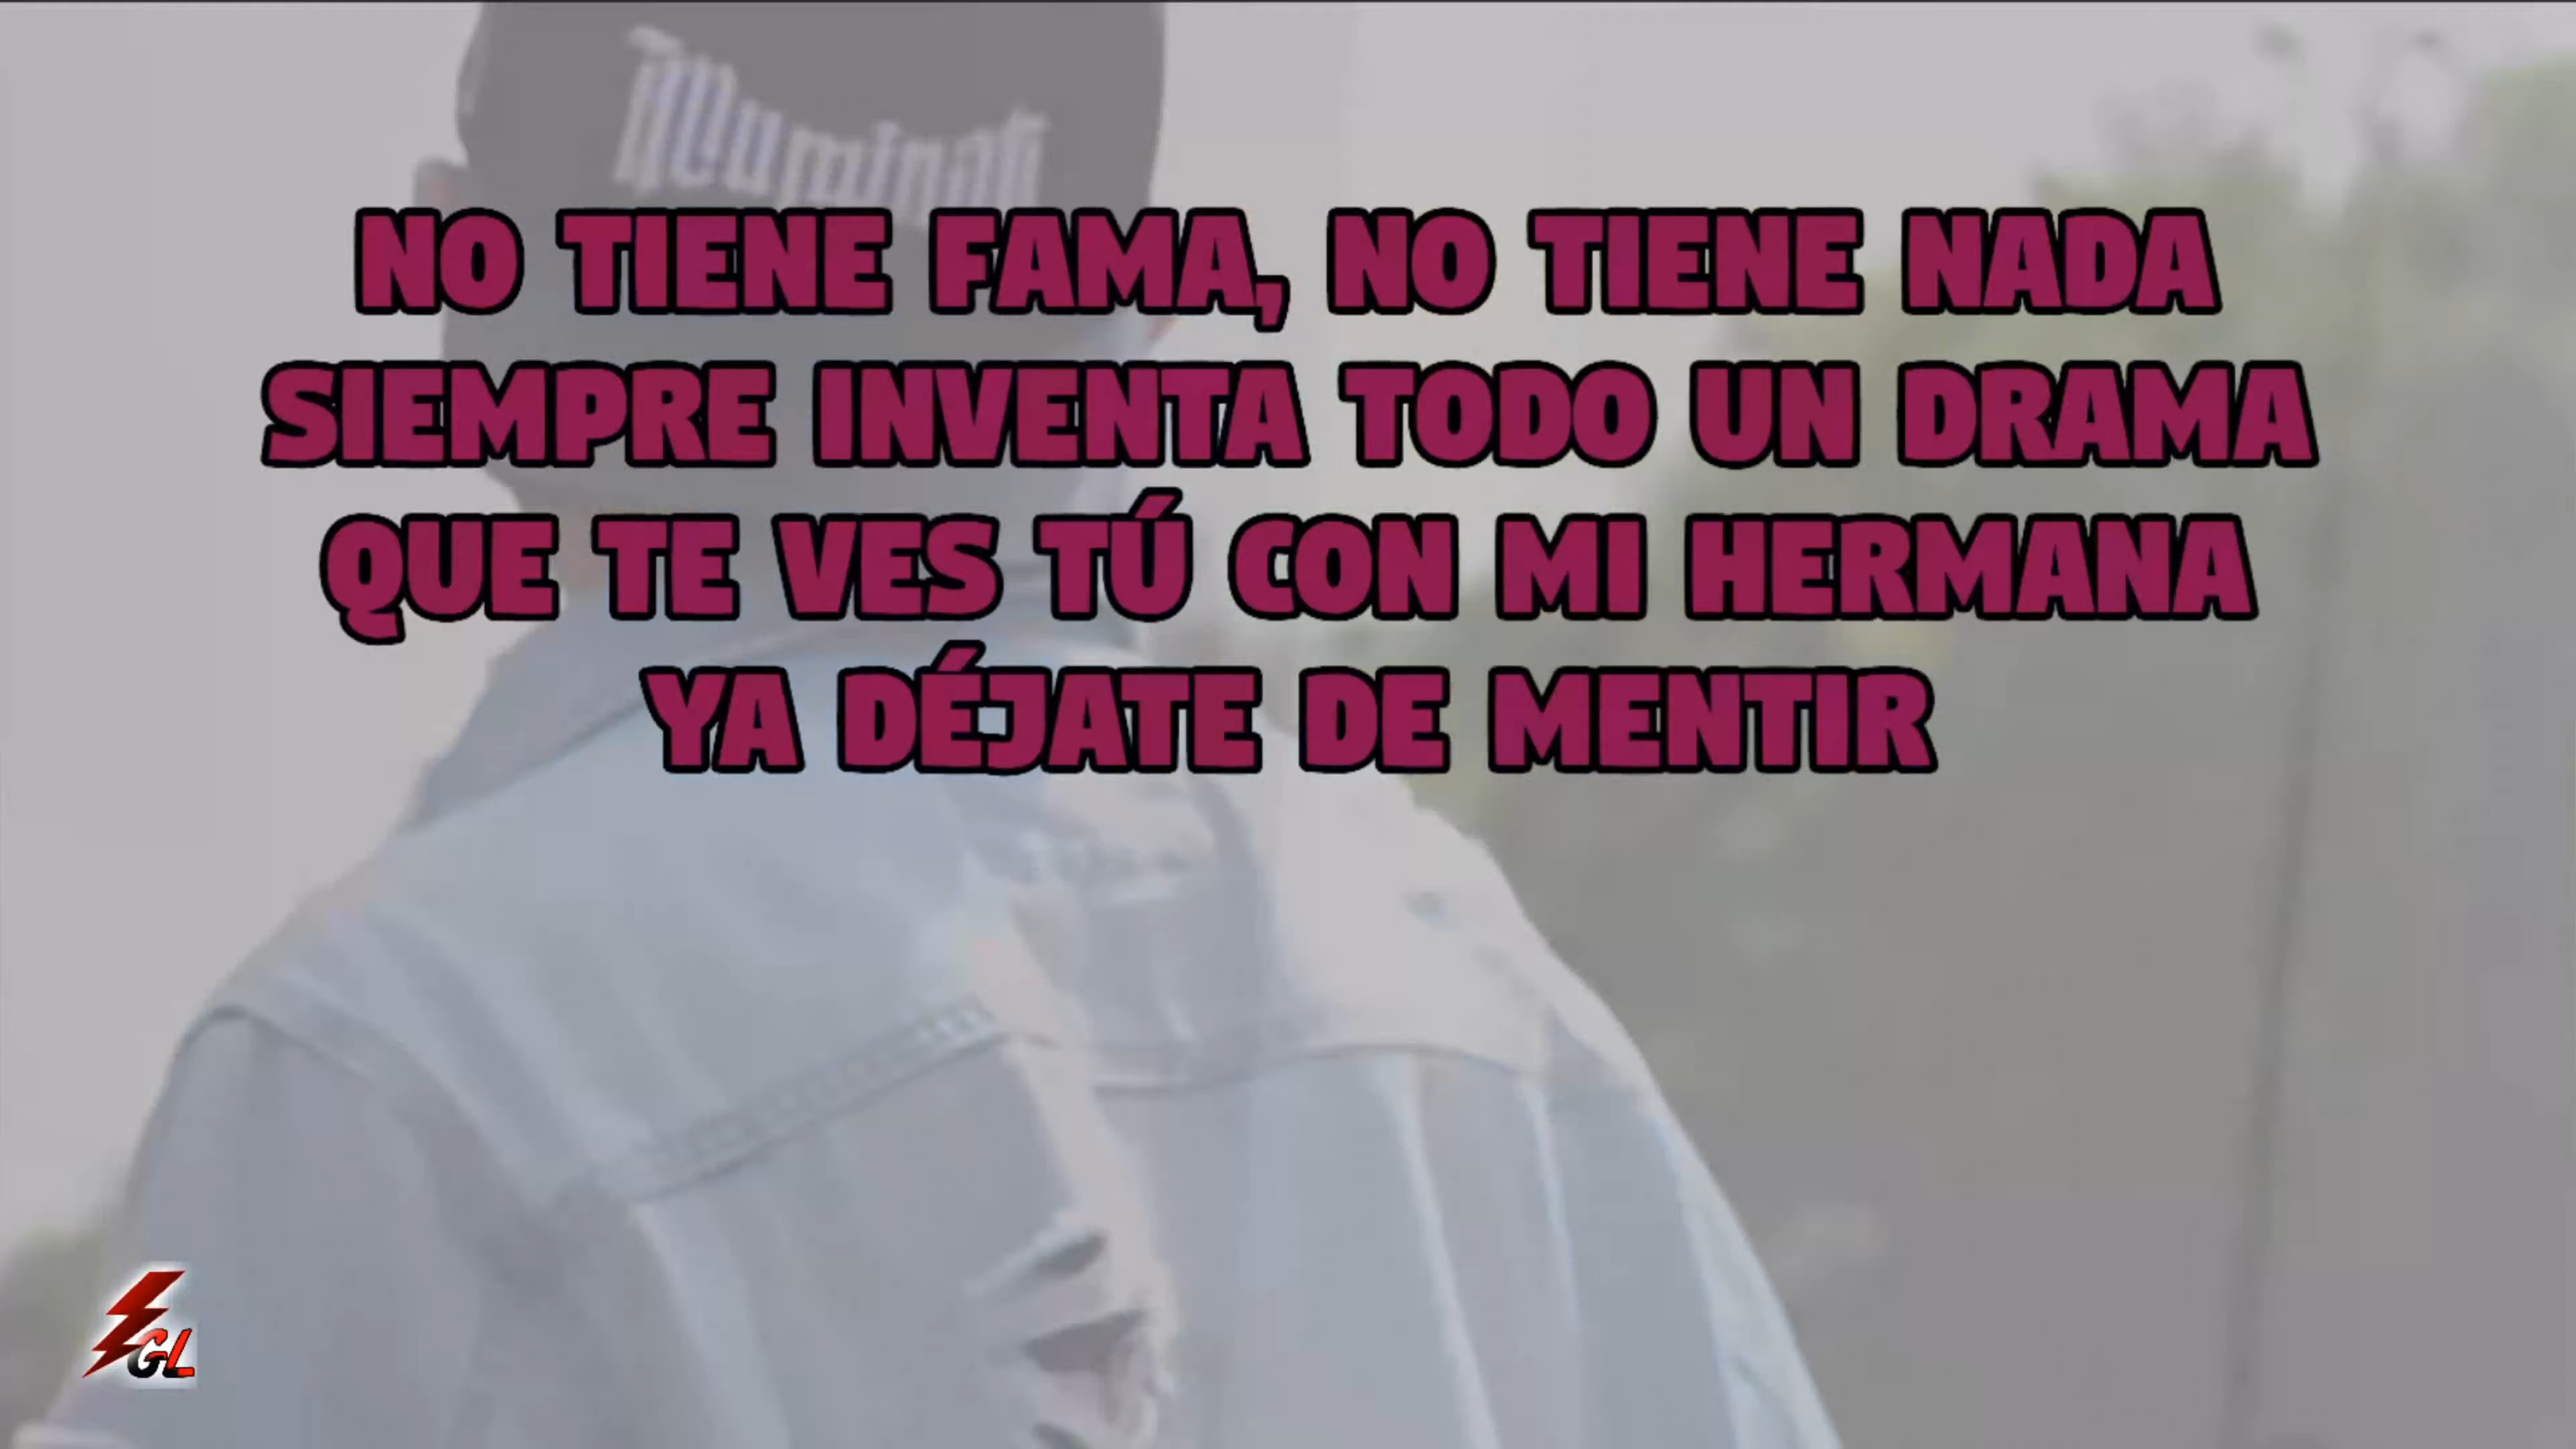 Illuminati
NO TIENE FAMA, NO TIENE NADA
SIEMPRE INVENTA TODO UN DRAMA
QUE TE VES TÚ CON MI HERMANA
YA DÉJATE DE MENTIR
GL